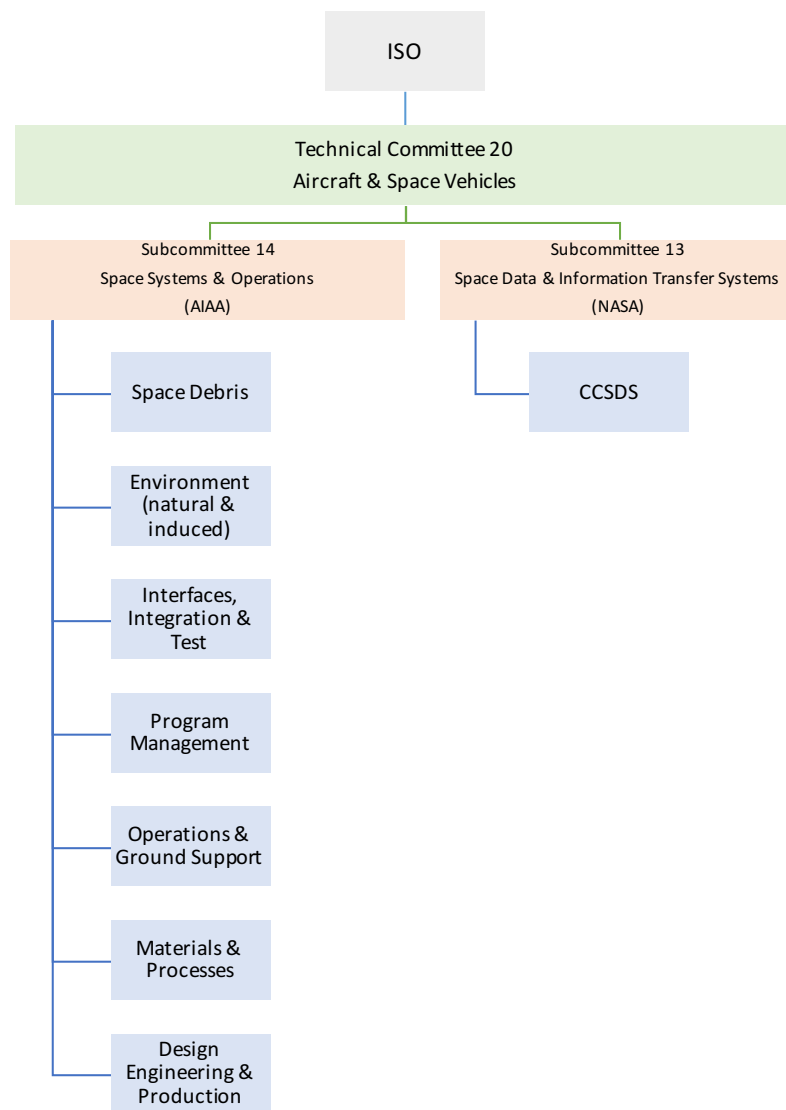 ISO
Technical Committee 20
Aircraft & Space Vehicles
Subcommittee 14
Space Systems & Operations
(AIAA)
Subcommittee 13
Space Data & Information Transfer Systems
(NASA)
Space Debris
CCSDS
Environment
(natural &
induced)
Interfaces,
Integration &
Test
Program
Management
Operations &
Ground Support
Materials &
Processes
Design
Engineering &
Production